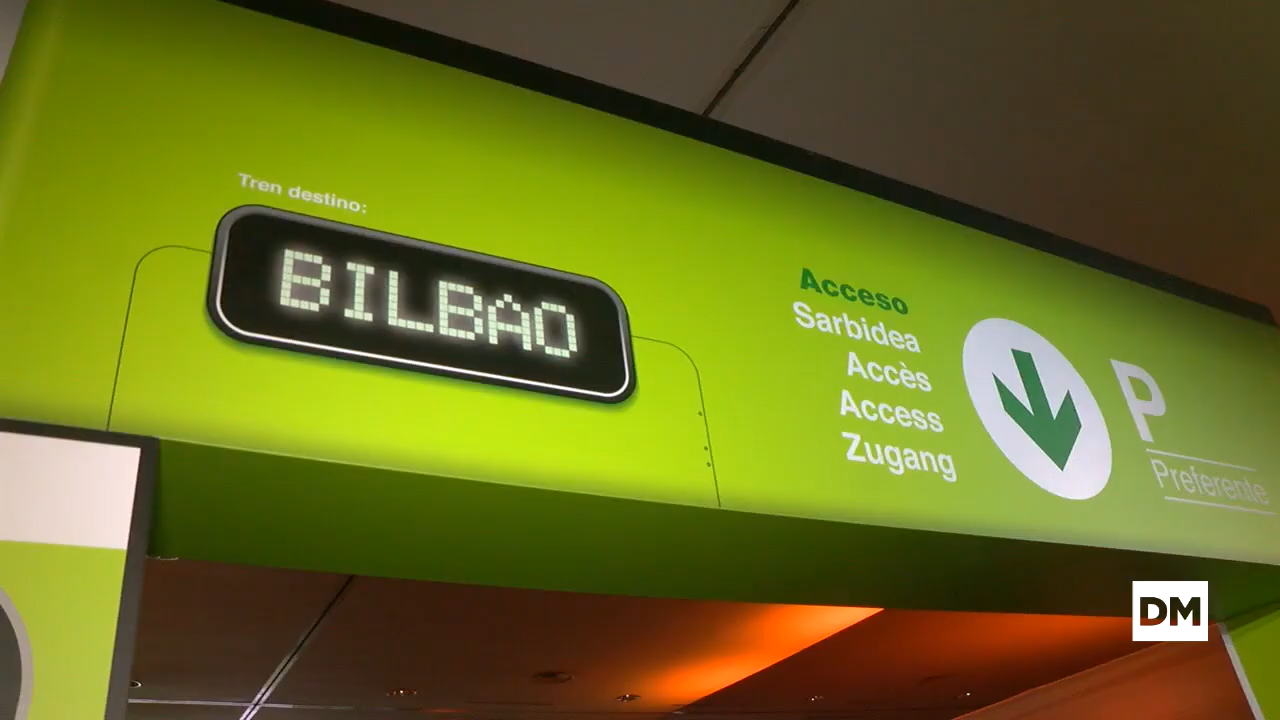 Tren destino:
BILBAO
Acceso
Sarbidea
Accès
Access
Zugang
P
Preferente
DM